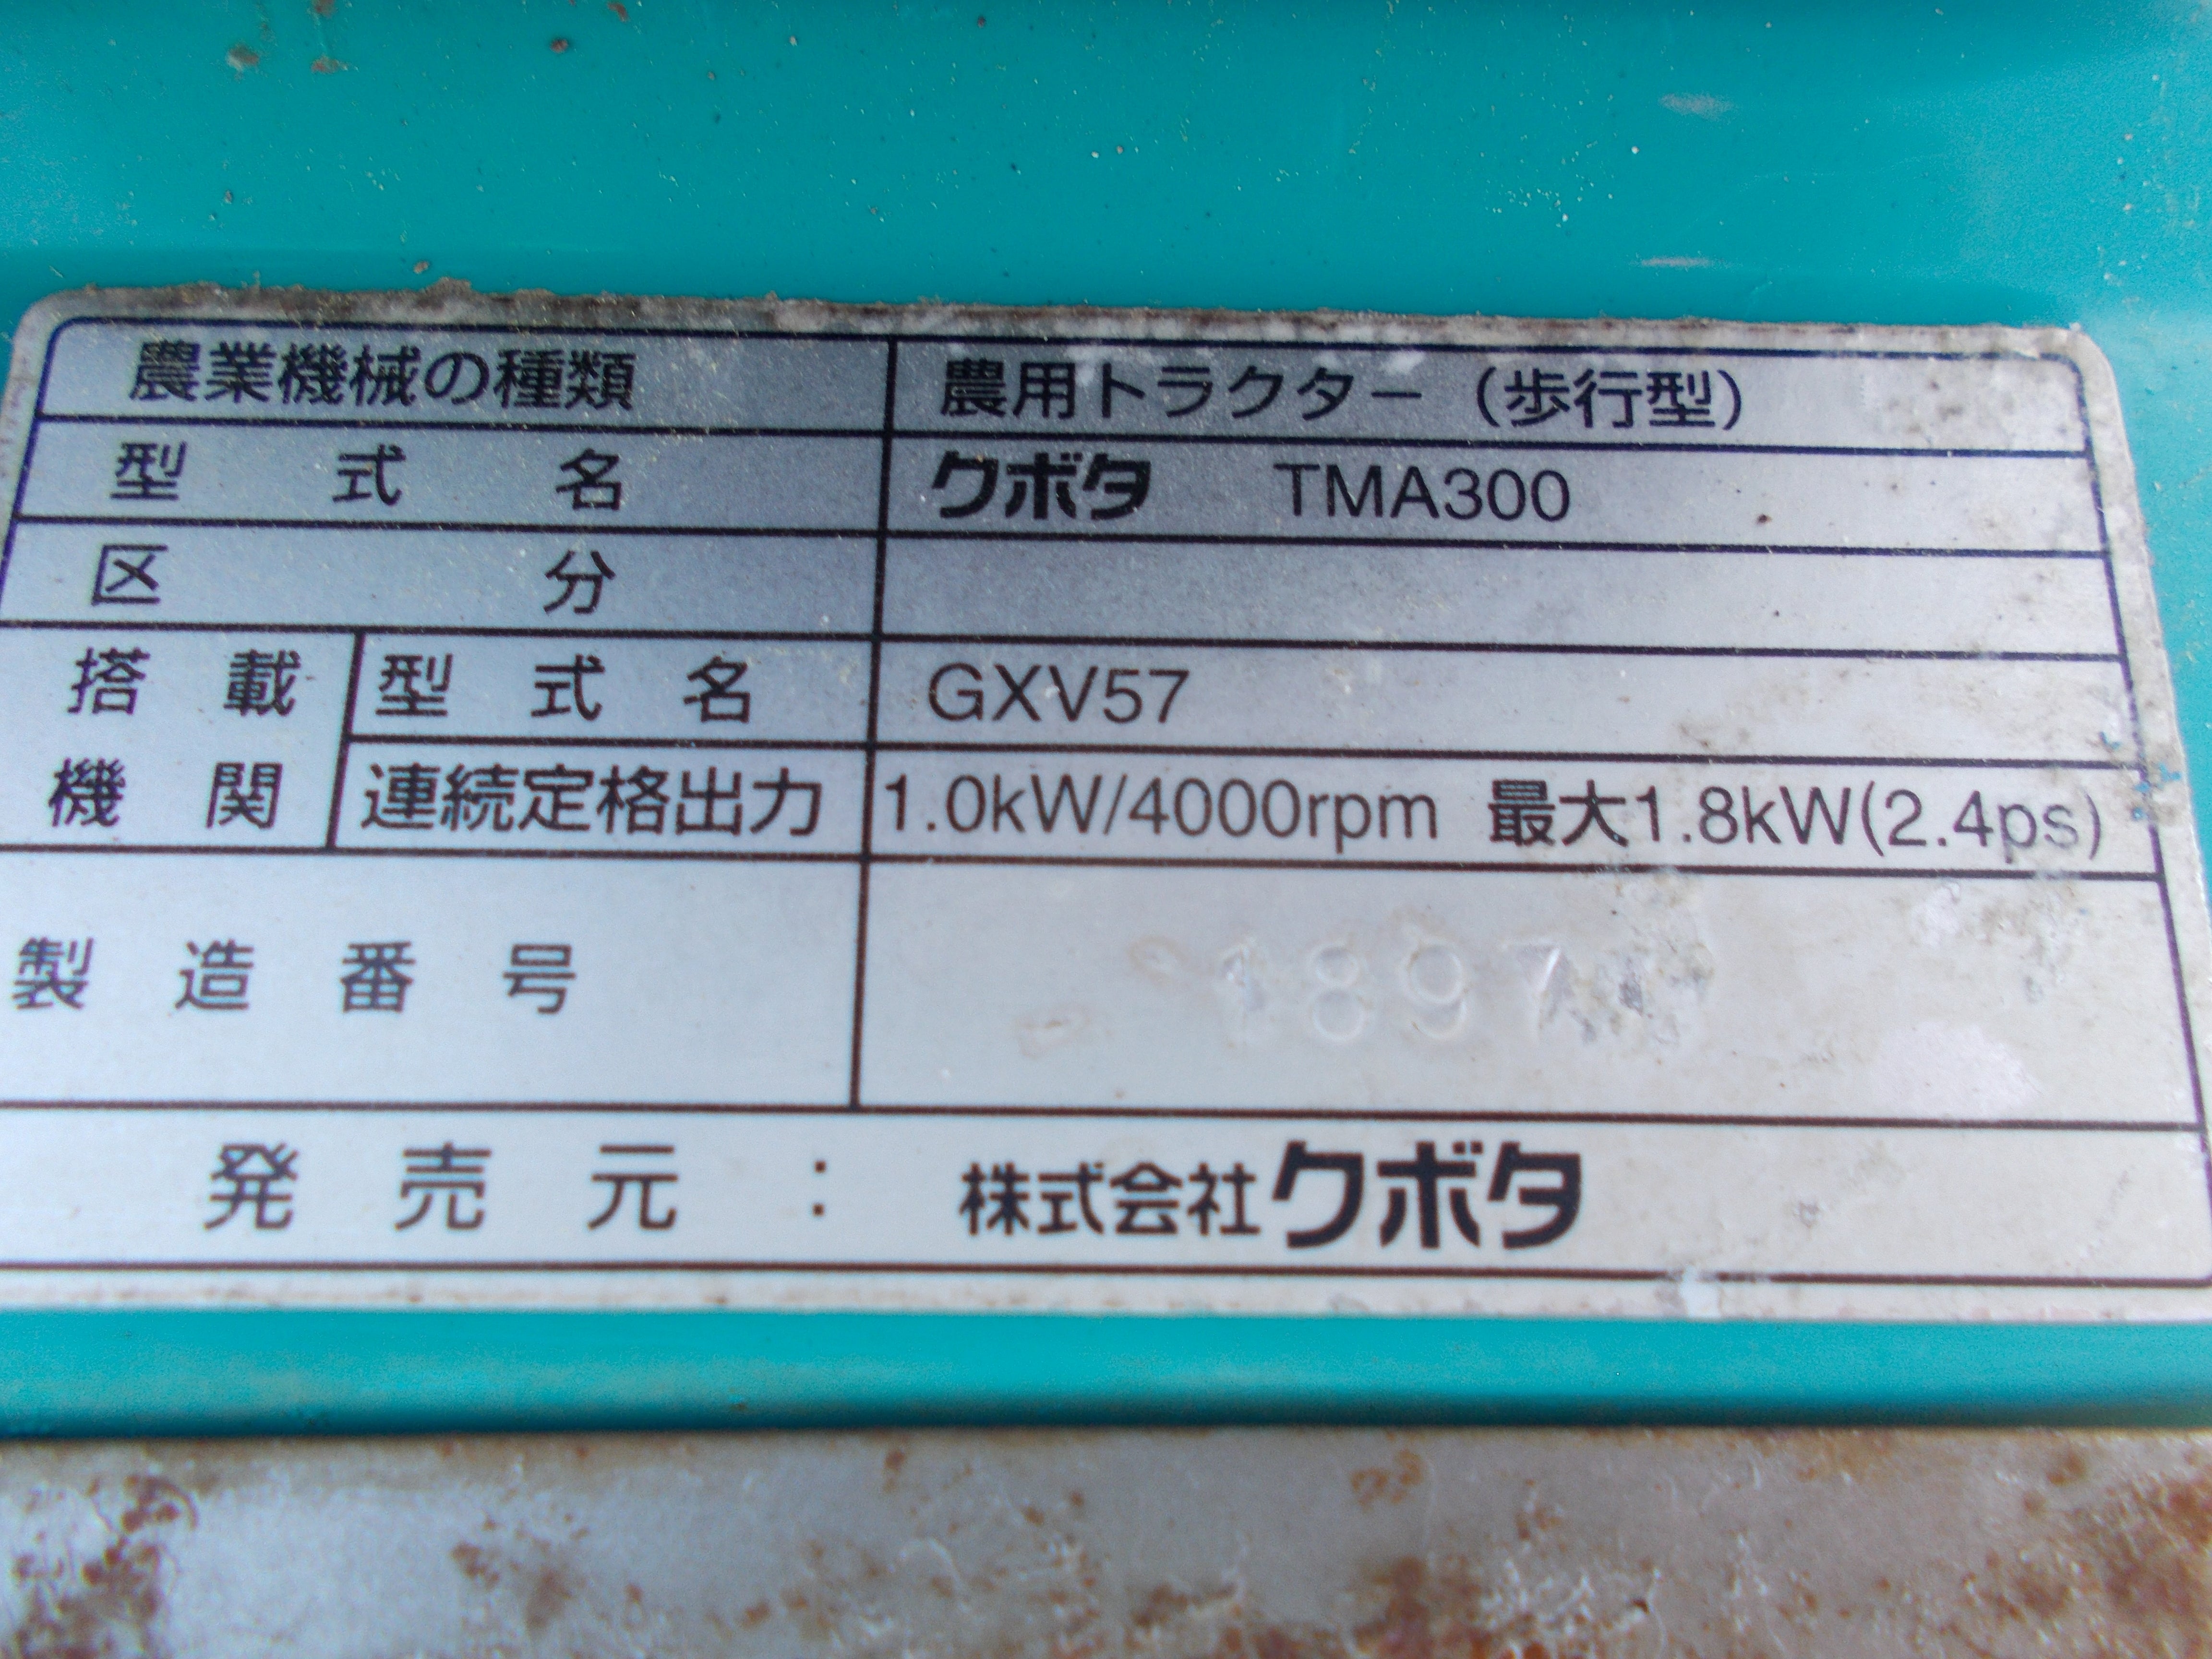 農業機械の種類 農用トラクター（歩行型）
型式名 クボタ TMA300
区分
搭載機関 型式名 GXV57
連続定格出力 1.0kW/4000rpm 最大1.8kW(2.4ps)
製造番号 1897
発売元：株式会社クボタ